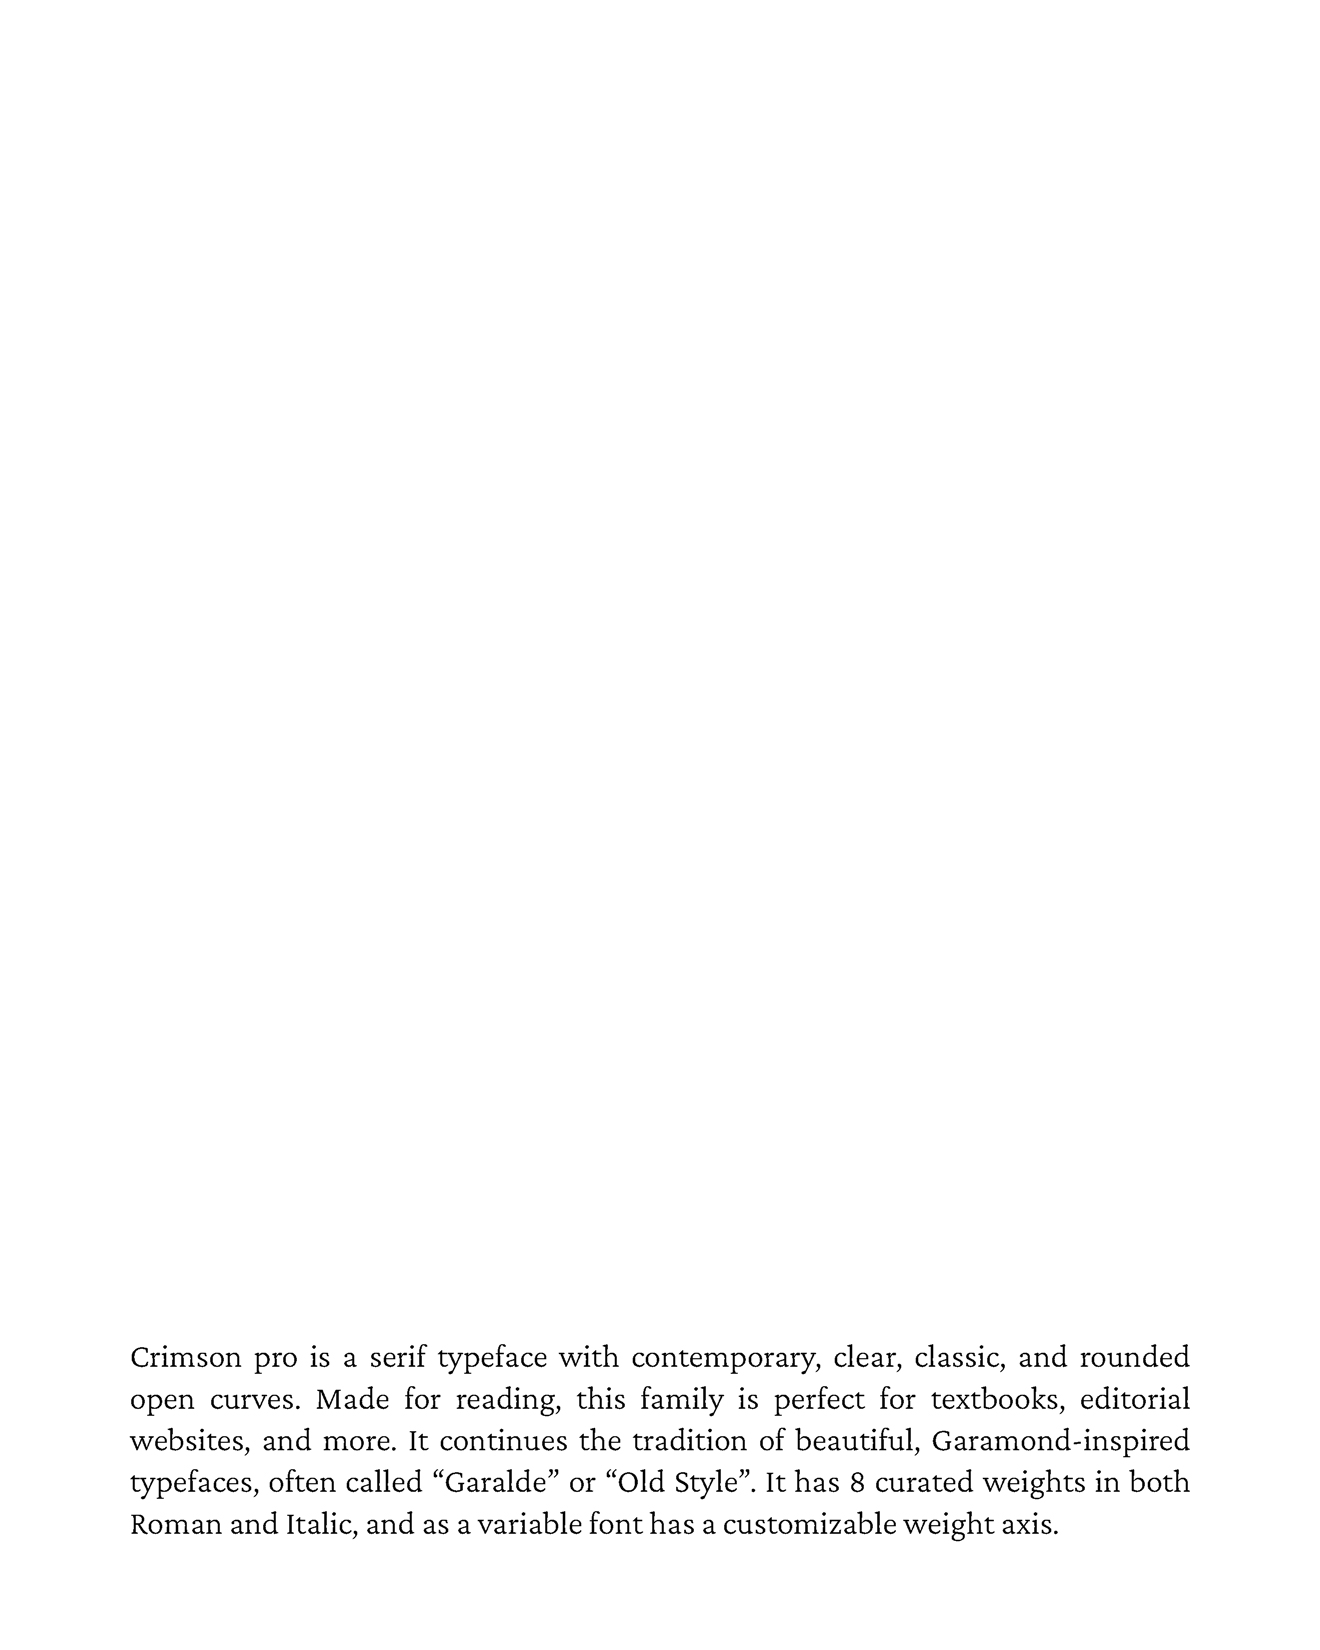 Crimson pro is a serif typeface with contemporary, clear, classic, and rounded
open curves. Made for reading, this family is perfect for textbooks, editorial
websites, and more. It continues the tradition of beautiful, Garamond-inspired
typefaces, often called “Garalde” or “Old Style”. It has 8 curated weights in both
Roman and Italic, and as a variable font has a customizable weight axis.